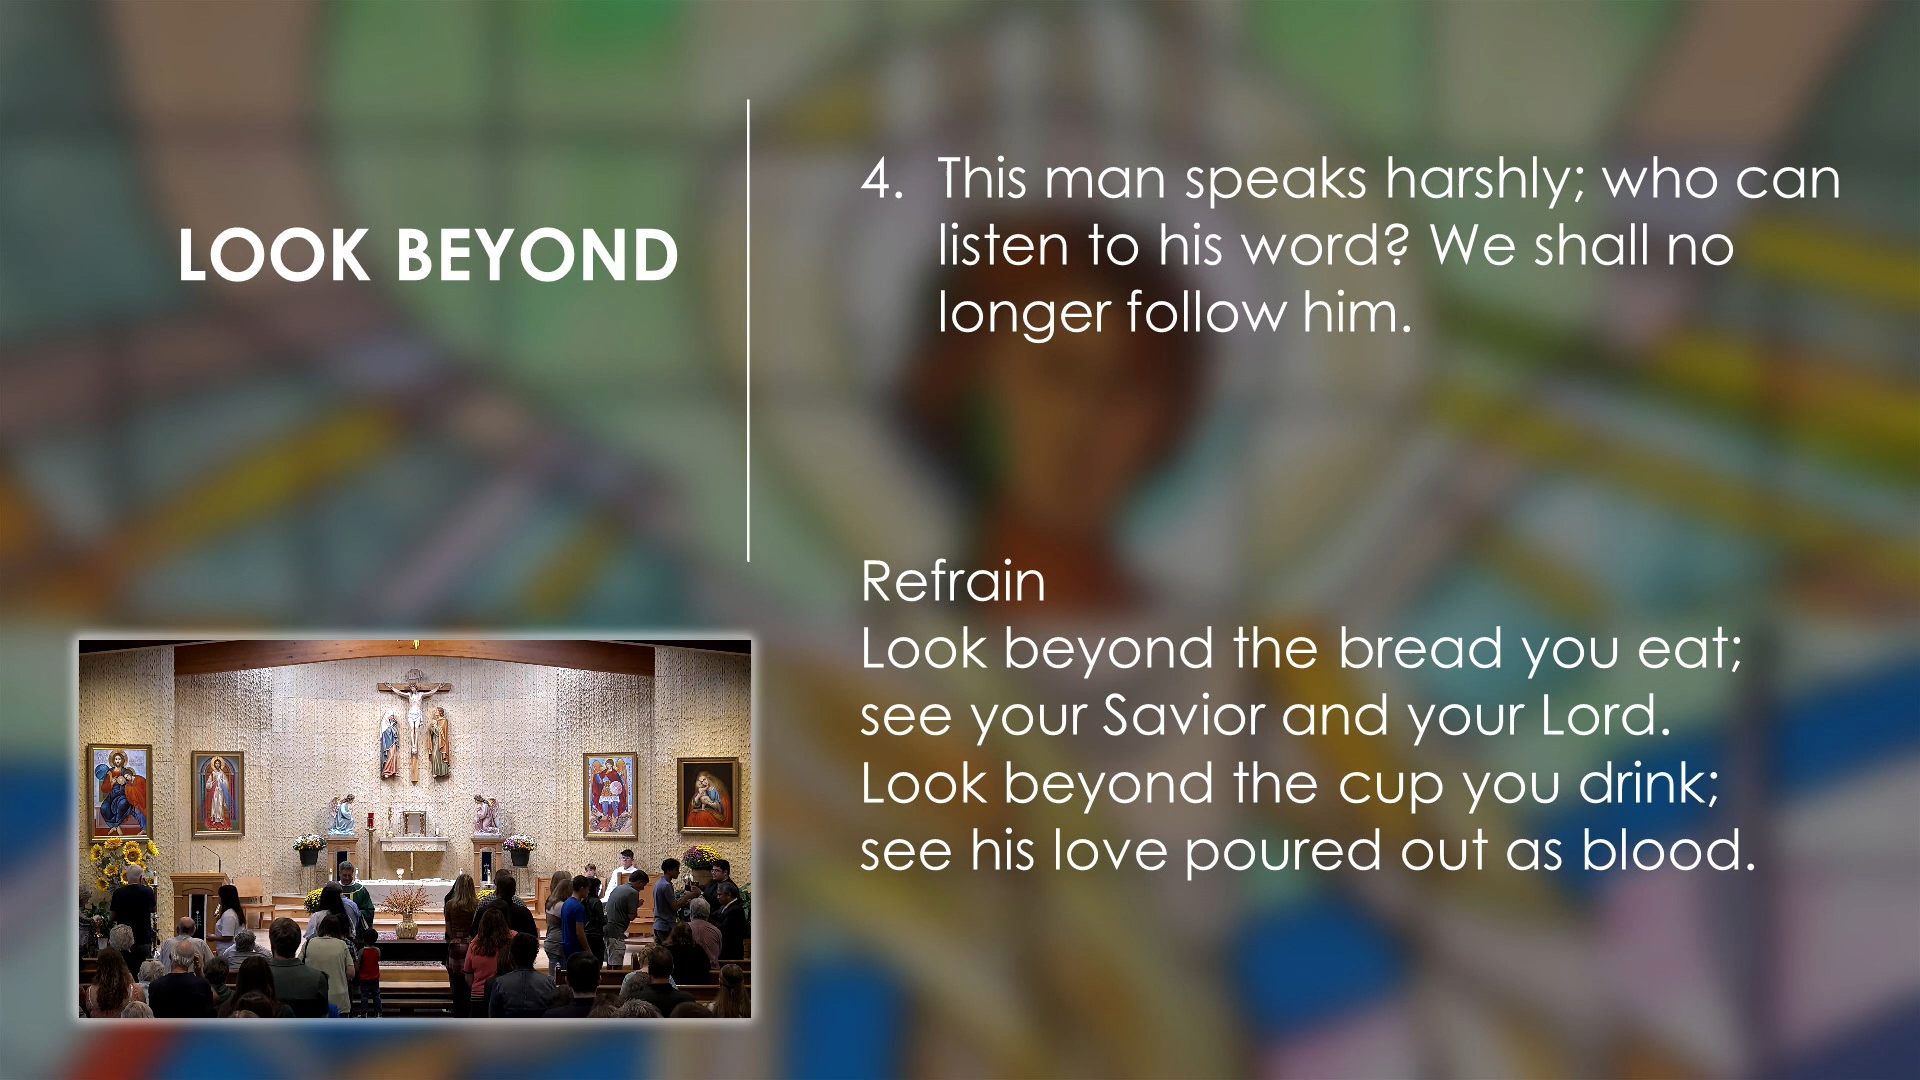 LOOK BEYOND
4. This man speaks harshly; who can
listen to his word? We shall no
longer follow him.
Refrain
Look beyond the bread you eat;
see your Savior and your Lord.
Look beyond the cup you drink;
see his love poured out as blood.